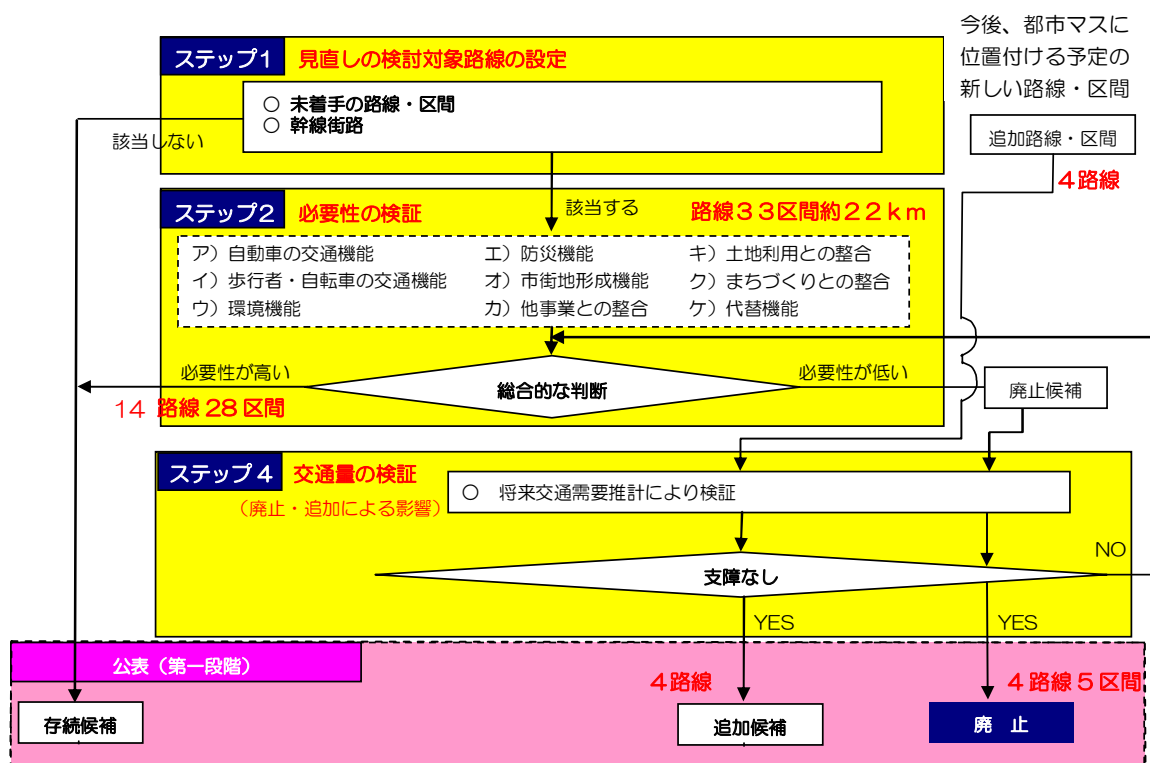 今後、都市マスに
位置付ける予定の
新しい路線・区間
追加路線・区間
４路線
ステップ1
見直しの検討対象路線の設定
○ 未着手の路線・区間
○ 幹線街路
該当しない
ステップ2
必要性の検証
該当する
路線３３区間約２２ｋｍ
ア）自動車の交通機能
イ）歩行者・自転車の交通機能
ウ）環境機能
エ）防災機能
オ）市街地形成機能
カ）他事業との整合
キ）土地利用との整合
ク）まちづくりとの整合
ケ）代替機能
必要性が高い
総合的な判断
必要性が低い
14 路線 28 区間
廃止候補
ステップ４
交通量の検証
（廃止・追加による影響）
○ 将来交通需要推計により検証
支障なし
NO
YES
YES
公表（第一段階）
４路線
４路線５区間
存続候補
追加候補
廃 止